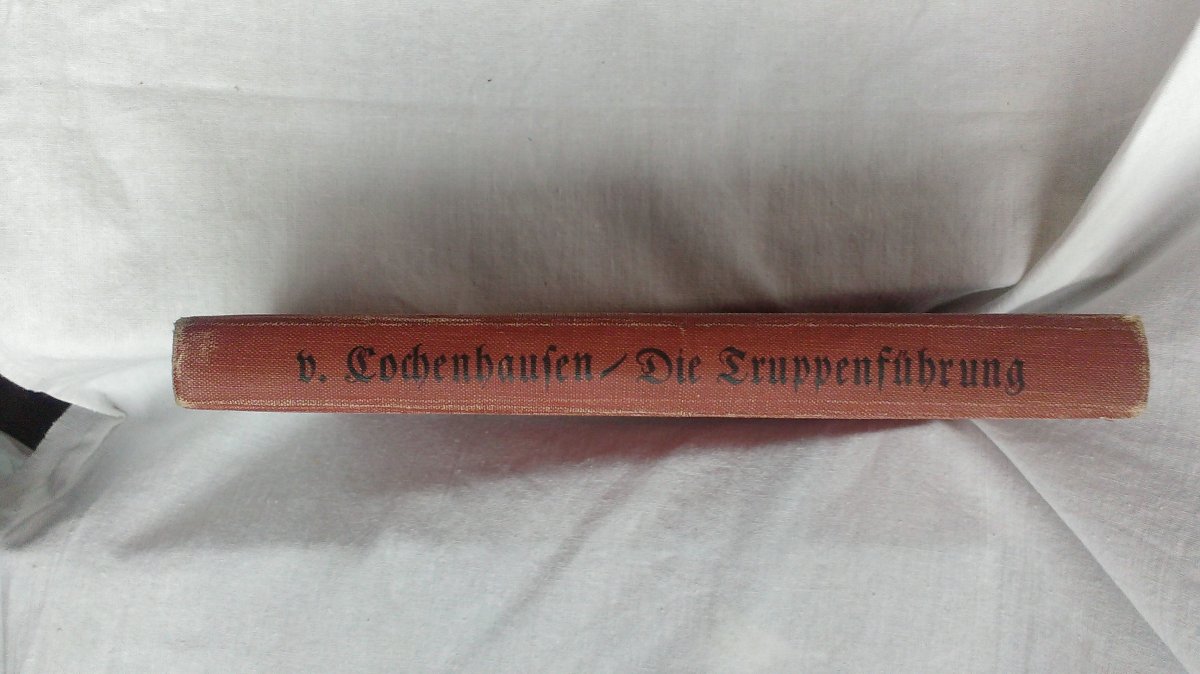 v. Cochenhausen / Die Truppenführung